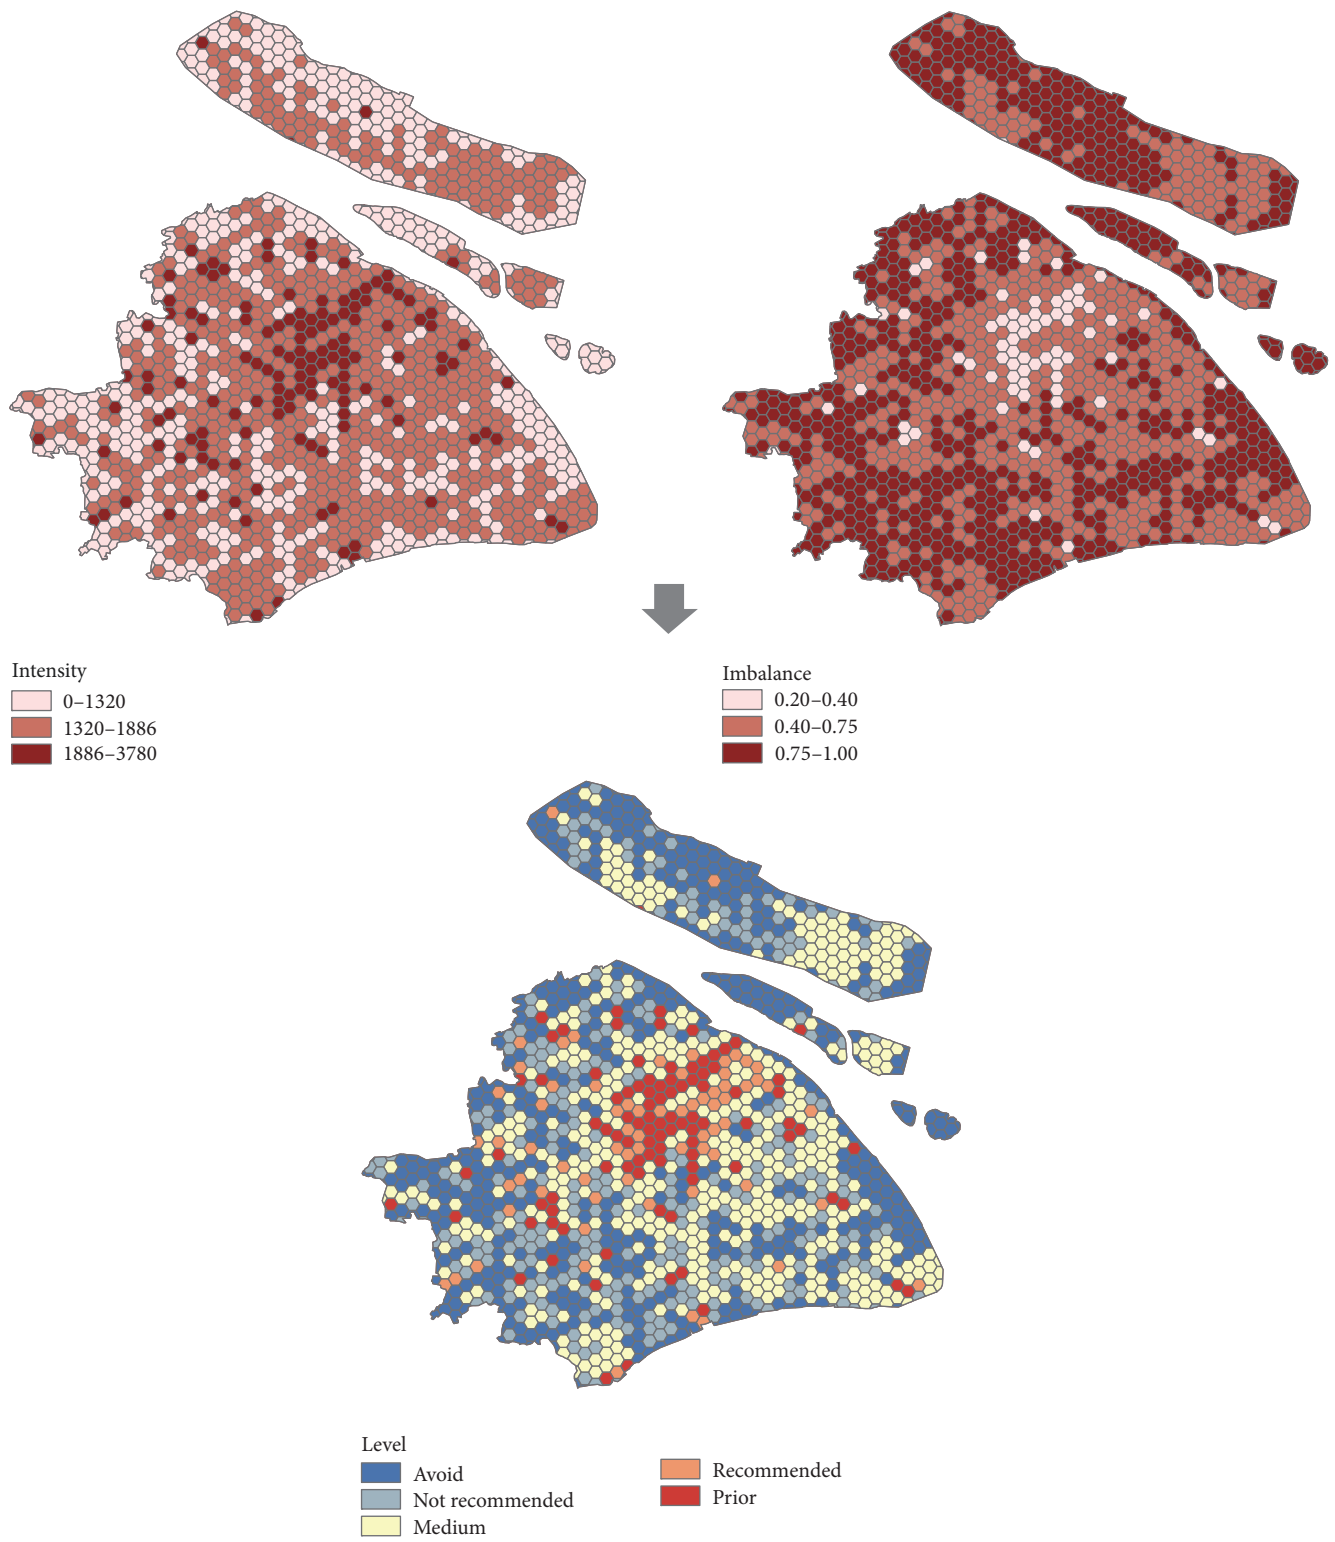 Intensity
0–1320
1320–1886
1886–3780
Imbalance
0.20–0.40
0.40–0.75
0.75–1.00
Level
Avoid
Not recommended
Medium
Recommended
Prior